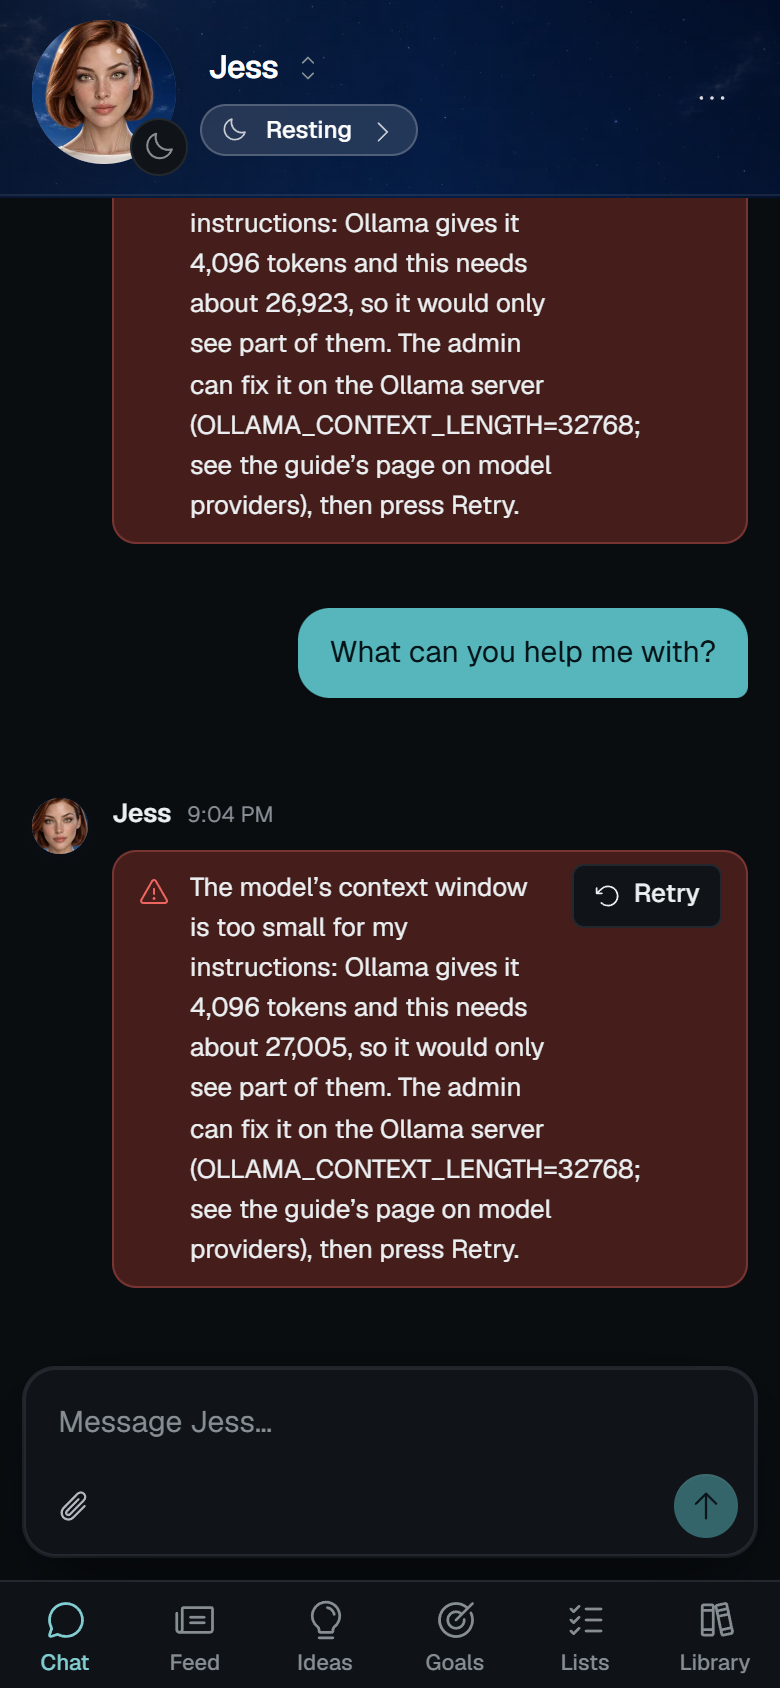 Jess
Resting
instructions: Ollama gives it
4,096 tokens and this needs
about 26,923, so it would only
see part of them. The admin
can fix it on the Ollama server
(OLLAMA_CONTEXT_LENGTH=32768;
see the guide’s page on model
providers), then press Retry.
What can you help me with?
Jess 9:04 PM
The model’s context window
is too small for my
instructions: Ollama gives it
4,096 tokens and this needs
about 27,005, so it would only
see part of them. The admin
can fix it on the Ollama server
(OLLAMA_CONTEXT_LENGTH=32768;
see the guide’s page on model
providers), then press Retry.
Retry
Message Jess…
Chat
Feed
Ideas
Goals
Lists
Library